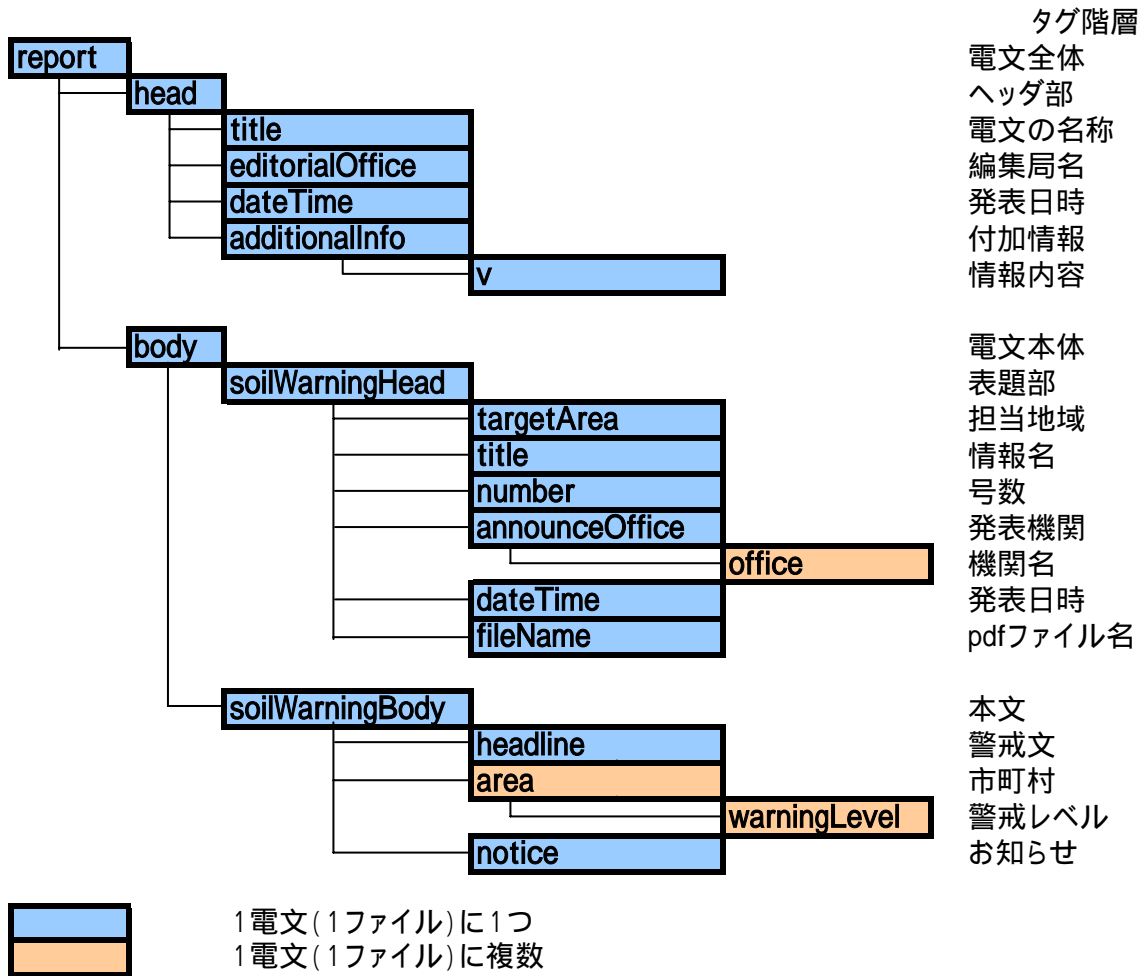 タグ階層
report 電文全体
head ヘッダ部
title 電文の名称
editorialOffice 編集局名
dateTime 発表日時
additionalInfo 付加情報
v 情報内容
body 電文本体
soilWarningHead 表題部
targetArea 担当地域
title 情報名
number 号数
announceOffice 発表機関
office 機関名
dateTime 発表日時
fileName pdfファイル名
soilWarningBody 本文
headline 警戒文
area 市町村
warningLevel 警戒レベル
notice お知らせ
1電文(1ファイル)に1つ
1電文(1ファイル)に複数